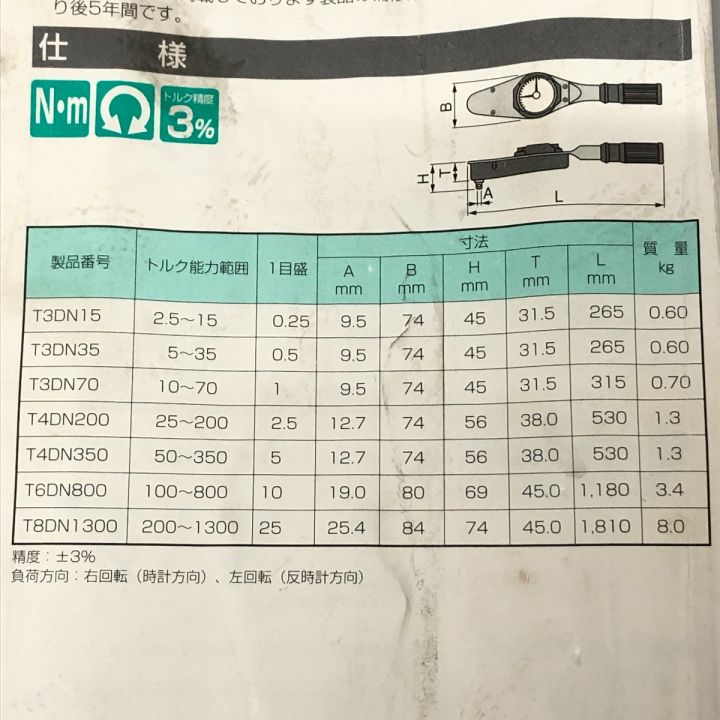 り後5年間です。
仕様
N・m
トルク精度
3%
B
H
T
A
L
製品番号 トルク能力範囲 1目盛 寸法 質量 kg
A mm B mm H mm T mm L mm
T3DN15 2.5～15 0.25 9.5 74 45 31.5 265 0.60
T3DN35 5～35 0.5 9.5 74 45 31.5 265 0.60
T3DN70 10～70 1 9.5 74 45 31.5 315 0.70
T4DN200 25～200 2.5 12.7 74 56 38.0 530 1.3
T4DN350 50～350 5 12.7 74 56 38.0 530 1.3
T6DN800 100～800 10 19.0 80 69 45.0 1,180 3.4
T8DN1300 200～1300 25 25.4 84 74 45.0 1,810 8.0
精度：±3%
負荷方向：右回転（時計方向）、左回転（反時計方向）